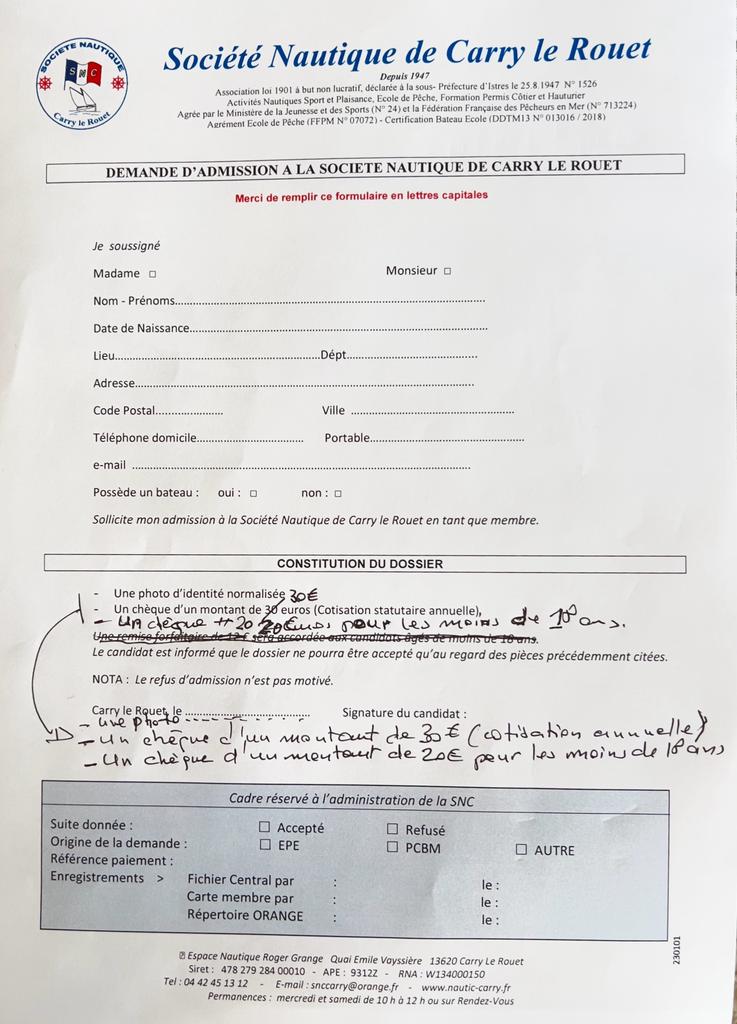 SOCIETE NAUTIQUE
S N C
Carry le Rouet
Société Nautique de Carry le Rouet
Depuis 1947
Association loi 1901 à but non lucratif, déclarée à la sous- Préfecture d'Istres le 25.8.1947 N° 1526
Activités Nautiques Sport et Plaisance, Ecole de Pêche, Formation Permis Côtier et Hauturier
Agrée par le Ministère de la Jeunesse et des Sports (N° 24) et la Fédération Française des Pêcheurs en Mer (N° 713224)
Agrément Ecole de Pêche (FFPM N° 07072) - Certification Bateau Ecole (DDTM13 N° 013016 / 2018)
DEMANDE D'ADMISSION A LA SOCIETE NAUTIQUE DE CARRY LE ROUET
Merci de remplir ce formulaire en lettres capitales
Je soussigné
Madame □ Monsieur □
Nom - Prénoms...............................................................................
Date de Naissance...........................................................................
Lieu.....................................................Dépt..................................
Adresse.......................................................................................
Code Postal.................... Ville ..........................................
Téléphone domicile............................ Portable........................................
e-mail ........................................................................................
Possède un bateau : oui : □ non : □
Sollicite mon admission à la Société Nautique de Carry le Rouet en tant que membre.
CONSTITUTION DU DOSSIER
- Une photo d'identité normalisée 30€
- Un chèque d'un montant de 30 euros (Cotisation statutaire annuelle),
- Un chèque # 20 20€uos pour les moins de 18 ans.
Une remise forfaitaire de 12 € sera accordée aux candidats âgés de moins de 18 ans.
Le candidat est informé que le dossier ne pourra être accepté qu'au regard des pièces précédemment citées.
NOTA : Le refus d'admission n'est pas motivé.
Carry le Rouet, le .................................. Signature du candidat :
- une photo
- Un chèque d'un montant de 30€ (cotisation annuelle)
- Un chèque d'un montant de 20€ pour les moins de 18 ans
Cadre réservé à l'administration de la SNC
Suite donnée : □ Accepté □ Refusé
Origine de la demande : □ EPE □ PCBM □ AUTRE
Référence paiement :
Enregistrements > Fichier Central par : le :
Carte membre par : le :
Répertoire ORANGE : le :
230101
Espace Nautique Roger Grange Quai Emile Vayssière 13620 Carry Le Rouet
Siret : 478 279 284 00010 - APE : 9312Z - RNA : W134000150
Tel : 04 42 45 13 12 - E-mail : snccarry@orange.fr - www.nautic-carry.fr
Permanences : mercredi et samedi de 10 h à 12 h ou sur Rendez-Vous